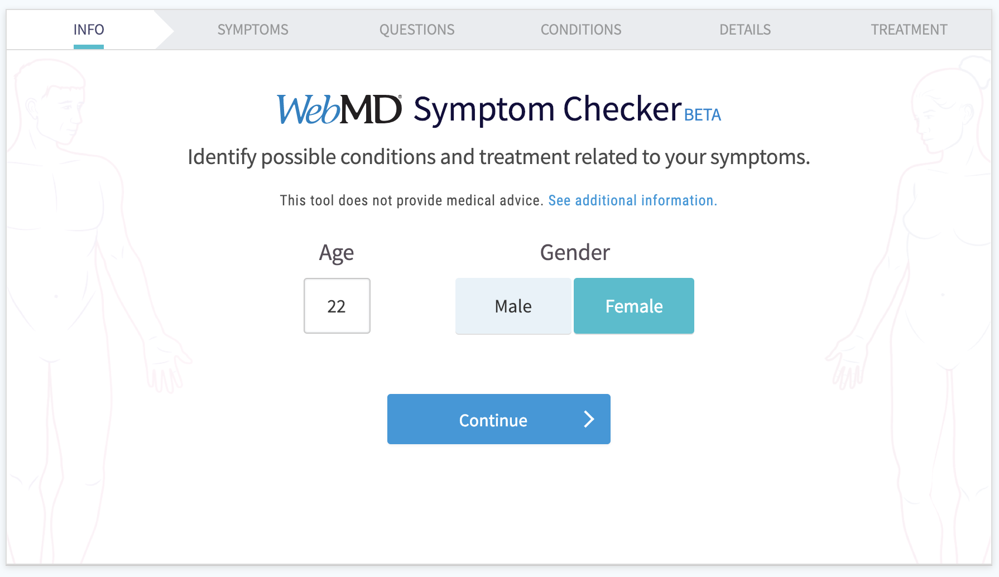 INFO SYMPTOMS QUESTIONS CONDITIONS DETAILS TREATMENT
WebMD® Symptom Checker BETA
Identify possible conditions and treatment related to your symptoms.
This tool does not provide medical advice. See additional information.
Age Gender
22 Male Female
Continue